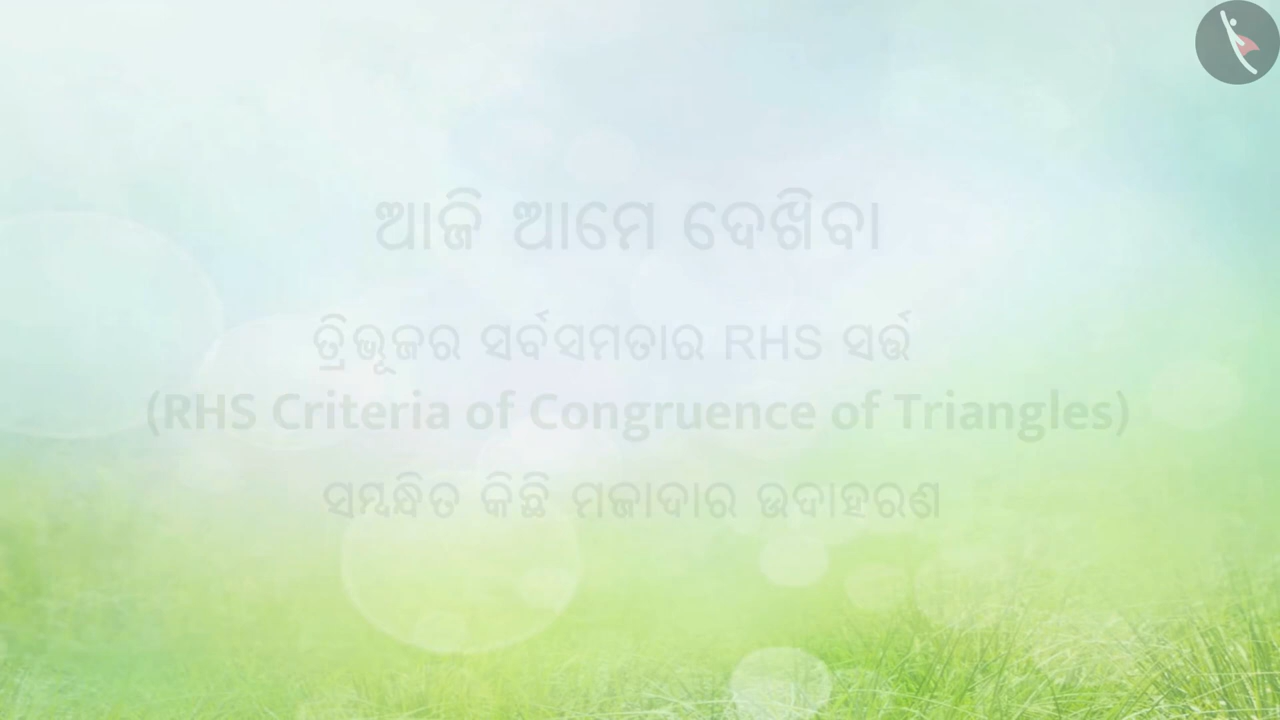 ଆଜି ଆମେ ଦେଖିବା
ତ୍ରିଭୂଜର ସର୍ବସମତାର RHS ସର୍ତ୍ତ
(RHS Criteria of Congruence of Triangles)
ସମ୍ବନ୍ଧିତ କିଛି ମଜାଦାର ଉଦାହରଣ